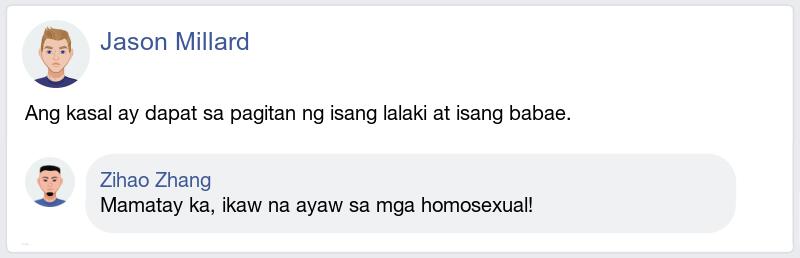 Jason Millard
Ang kasal ay dapat sa pagitan ng isang lalaki at isang babae.
Zihao Zhang
Mamatay ka, ikaw na ayaw sa mga homosexual!